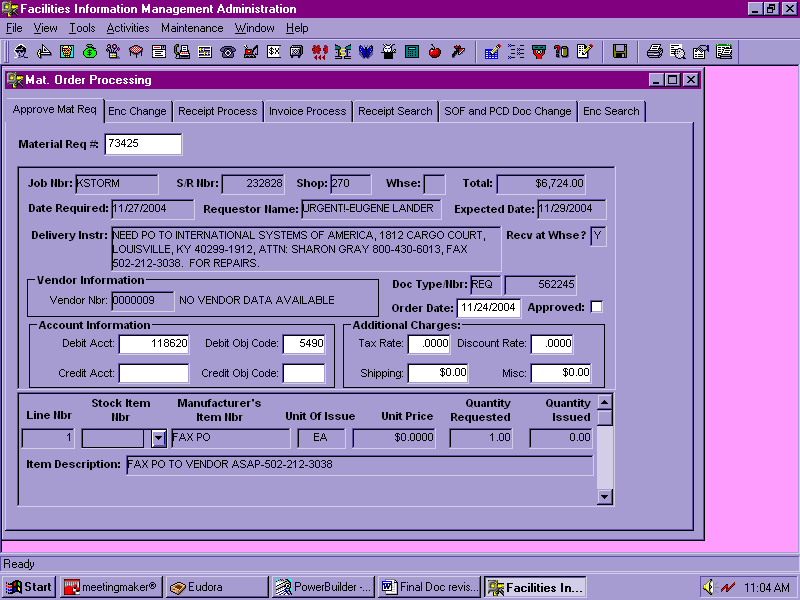 Facilities Information Management Administration
File View Tools Activities Maintenance Window Help
Mat. Order Processing
Approve Mat Req Enc Change Receipt Process Invoice Process Receipt Search SOF and PCD Doc Change Enc Search
Material Req #: 73425
Job Nbr: KSTORM S/R Nbr: 232828 Shop: 270 Whse: Total: $6,724.00
Date Required: 11/27/2004 Requestor Name: URGENT!-EUGENE LANDER Expected Date: 11/29/2004
Delivery Instr: NEED PO TO INTERNATIONAL SYSTEMS OF AMERICA, 1812 CARGO COURT, Recv at Whse? Y
LOUISVILLE, KY 40299-1912, ATTN: SHARON GRAY 800-430-6013, FAX
502-212-3038. FOR REPAIRS.
Vendor Information
Doc Type/Nbr: REQ 562245
Vendor Nbr: 0000009 NO VENDOR DATA AVAILABLE
Order Date: 11/24/2004 Approved:
Account Information Additional Charges:
Debit Acct: 118620 Debit Obj Code: 5490 Tax Rate: .0000 Discount Rate: .0000
Credit Acct: Credit Obj Code: Shipping: $0.00 Misc: $0.00
Line Nbr Stock Item Nbr Manufacturer's Item Nbr Unit Of Issue Unit Price Quantity Requested Quantity Issued
1 FAX PO EA $0.0000 1.00 0.00
Item Description: FAX PO TO VENDOR ASAP-502-212-3038
Ready
Start meetingmaker® Eudora PowerBuilder -... Final Doc revis... Facilities In... 11:04 AM